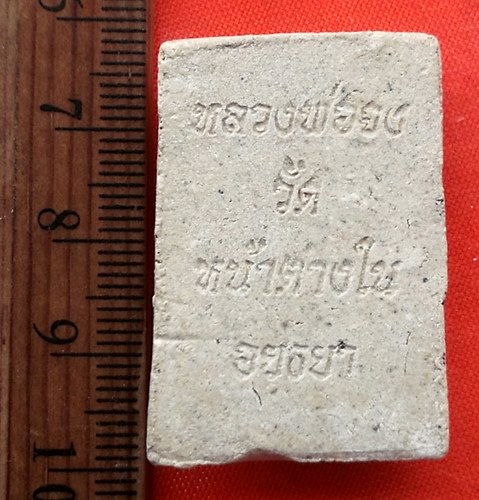 หลวงพ่อจง
วัด
หน้าต่างใน
อยุธยา
6
7
8
9
10